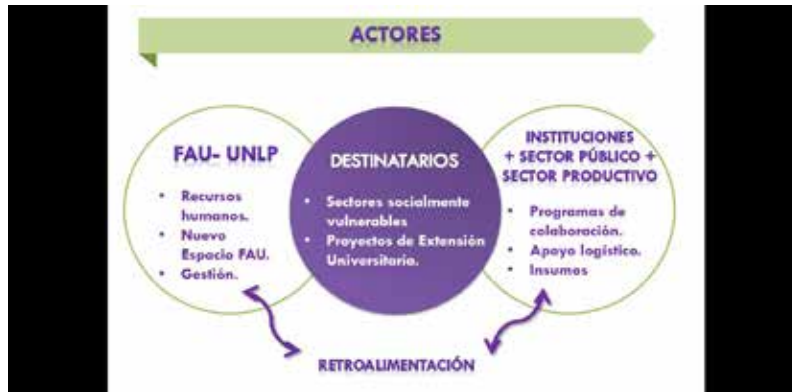 ACTORES
FAU- UNLP
• Recursos
humanos.
• Nuevo
Espacio FAU.
• Gestión.
DESTINATARIOS
• Sectores socialmente
vulnerables
• Proyectos de Extensión
Universitaria.
INSTITUCIONES
+ SECTOR PÚBLICO +
SECTOR PRODUCTIVO
• Programas de
colaboración.
• Apoyo logístico.
• Insumos
RETROALIMENTACIÓN